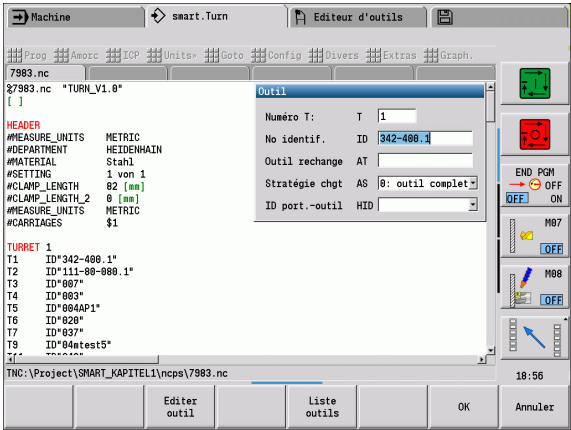 Machine
smart.Turn
Editeur d'outils
Prog Amorc ICP Units» Goto Config Divers Extras Graph.
7983.nc
%7983.nc "TURN_V1.0"
[ ]
HEADER
#MEASURE_UNITS METRIC
#DEPARTMENT HEIDENHAIN
#MATERIAL Stahl
#SETTING 1 von 1
#CLAMP_LENGTH 82 [mm]
#CLAMP_LENGTH_2 0 [mm]
#MEASURE_UNITS METRIC
#CARRIAGES $1
TURRET 1
T1 ID"342-400.1"
T2 ID"111-80-080.1"
T3 ID"007"
T4 ID"003"
T5 ID"004AP1"
T6 ID"020"
T7 ID"037"
T9 ID"04mtest5"
Outil
Numéro T: T 1
No identif. ID 342-400.1
Outil rechange AT
Stratégie chgt AS 0: outil complet
ID port.-outil HID
1
0
END PGM
OFF
OFF ON
M07
OFF
M08
OFF
TNC:\Project\SMART_KAPITEL1\ncps\7983.nc
18:56
Editer outil
Liste outils
OK
Annuler